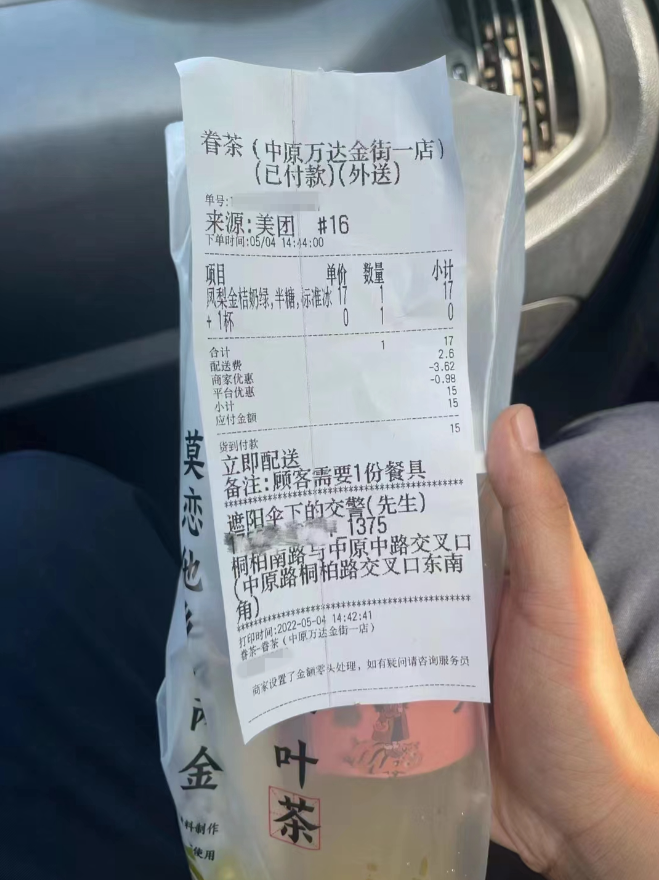 眷茶(中原万达金街一店)
(已付款)(外送)
单号:
来源:美团 #16
下单时间:05/04 14:44:00
项目 单价 数量 小计
凤梨金桔奶绿,半糖,标准冰 17 1 17
+1杯 0 1 0
合计 1 17
配送费 2.6
商家优惠 -3.62
平台优惠 -0.98
小计 15
应付金额 15
货到付款 15
立即配送
备注:顾客需要1份餐具
遮阳伞下的交警(先生)
1375
桐柏南路与中原中路交叉口
(中原路桐柏路交叉口东南
角)
打印时间:2022-05-04 14:42:41
眷茶-眷茶(中原万达金街一店)
商家设置了金额零头处理,如有疑问请咨询服务员
莫恋他
金
叶茶
料制作
使用